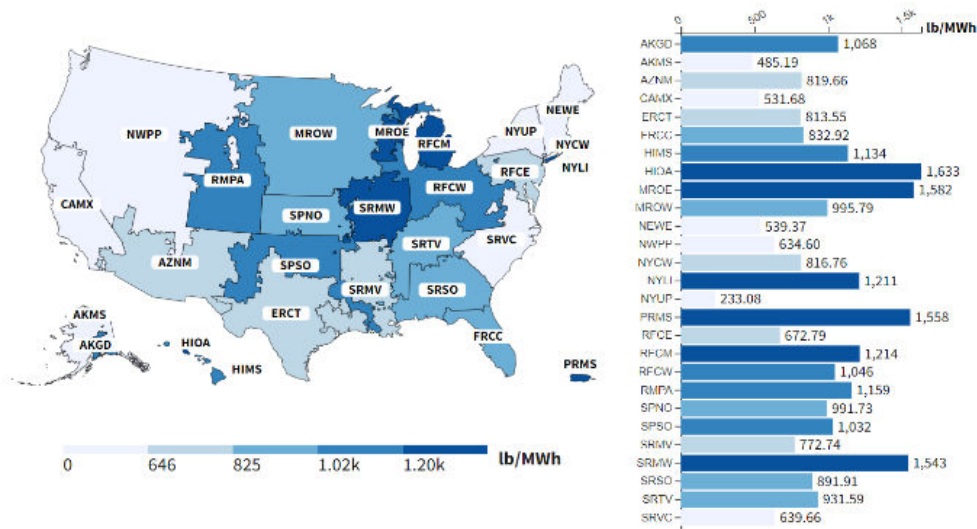 NWPP
MROW
MROE
RFCM
NEWE
NYUP
NYCW
NYLI
RFCE
RMPA
RFCW
CAMX
SPNO
SRMW
SRTV
SRVC
AZNM
SPSO
SRMV
SRSO
ERCT
FRCC
AKMS
AKGD
HIOA
HIMS
PRMS
0 646 825 1.02k 1.20k lb/MWh
0 500 1k 1.5k lb/MWh
AKGD 1,068
AKMS 485.19
AZNM 819.66
CAMX 531.68
ERCT 813.55
FRCC 832.92
HIMS 1,134
HIOA 1,633
MROE 1,582
MROW 995.79
NEWE 539.37
NWPP 634.60
NYCW 816.76
NYLI 1,211
NYUP 233.08
PRMS 1,558
RFCE 672.79
RFCM 1,214
RFCW 1,046
RMPA 1,159
SPNO 991.73
SPSO 1,032
SRMV 772.74
SRMW 1,543
SRSO 891.91
SRTV 931.59
SRVC 639.66